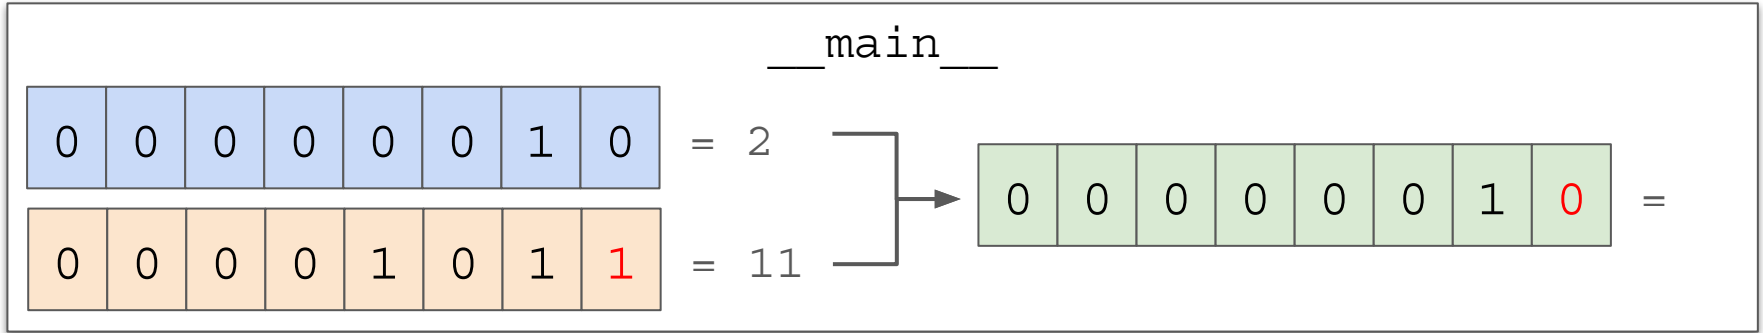 __main__
0 0 0 0 0 0 1 0 = 2
0 0 0 0 1 0 1 1 = 11
0 0 0 0 0 0 1 0 =